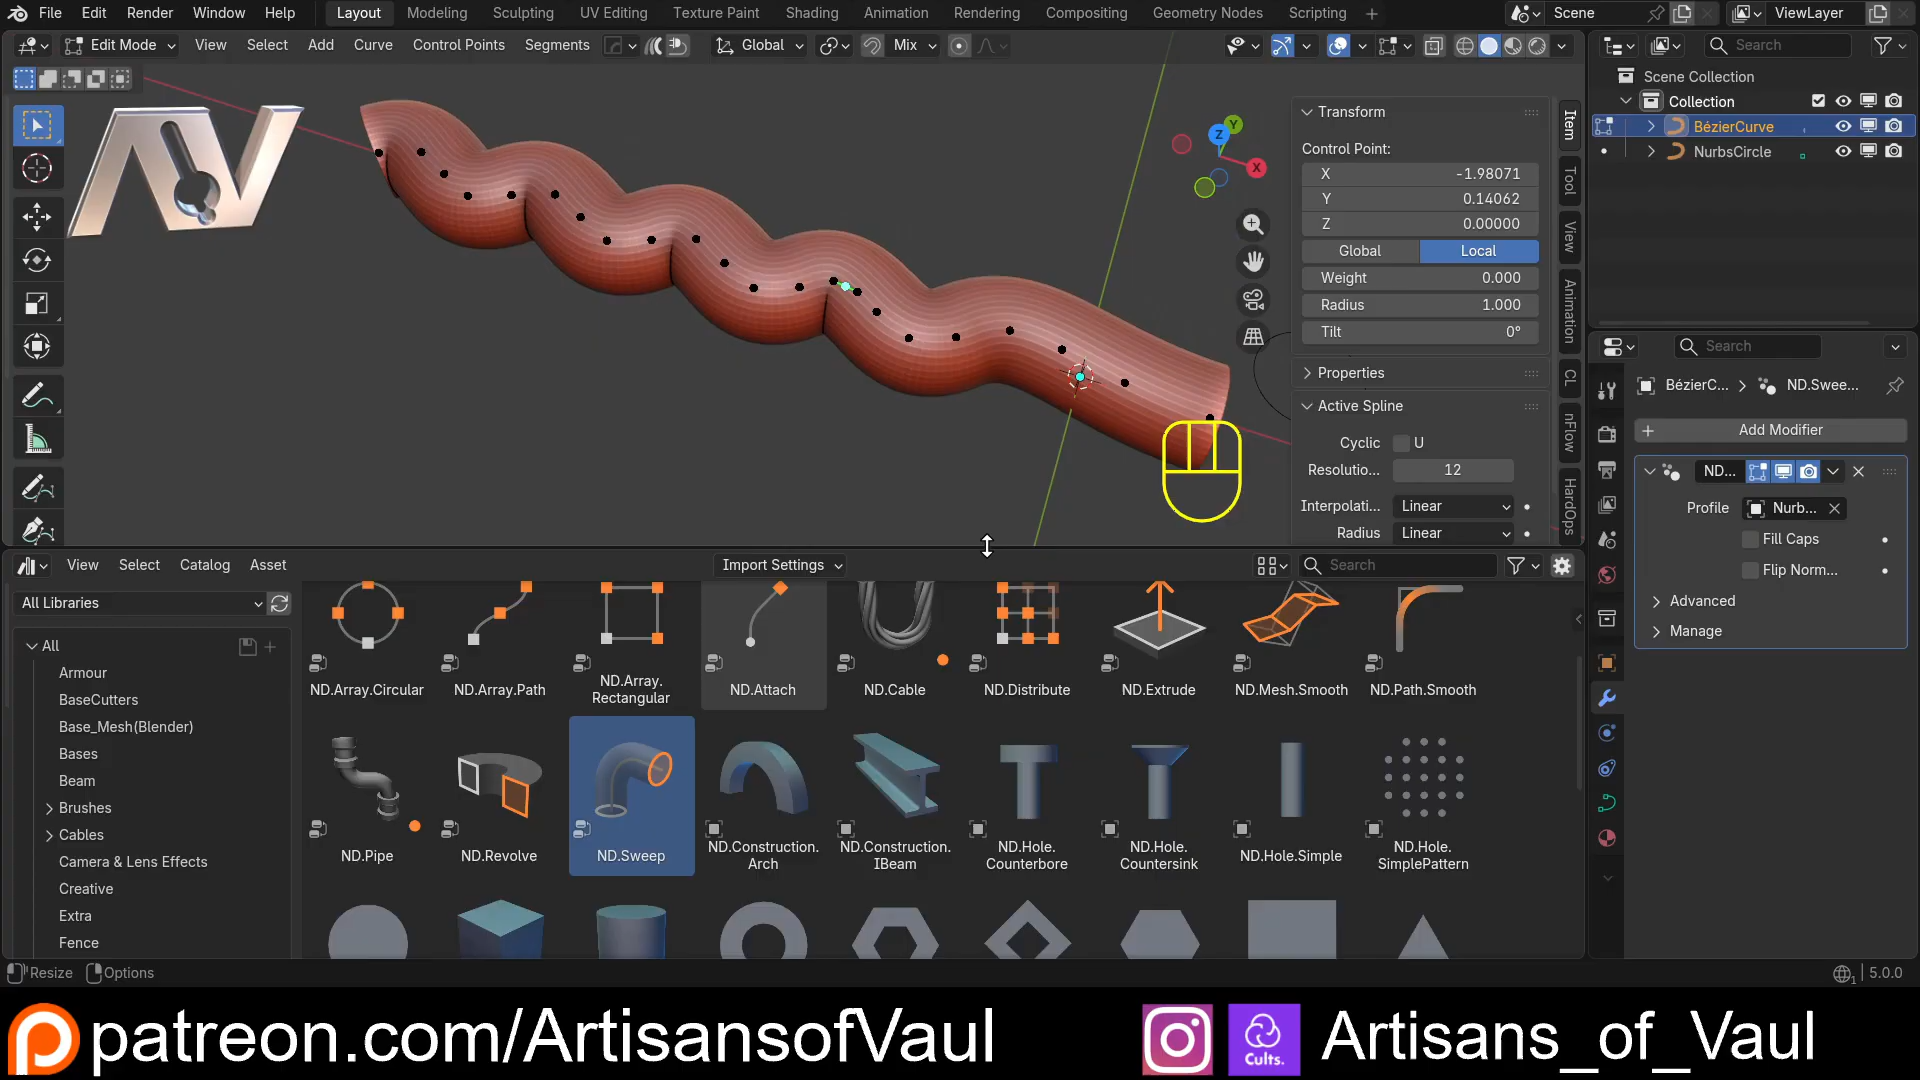 File Edit Render Window Help Layout Modeling Sculpting UV Editing Texture Paint Shading Animation Rendering Compositing Geometry Nodes Scripting + Scene ViewLayer
Edit Mode View Select Add Curve Control Points Segments Global Mix Search
Scene Collection
Collection
BézierCurve
NurbsCircle
Transform
Control Point:
X -1.98071
Y 0.14062
Z 0.00000
Global Local
Weight 0.000
Radius 1.000
Tilt 0°
Properties
Active Spline
Cyclic U
Resolutio... 12
Interpolati... Linear
Radius Linear
Item
Tool
View
Animation
CL
nFlow
HardOps
Z
Y
X
Search
BézierC... ND.Swee...
Add Modifier
ND...
Profile Nurb...
Fill Caps
Flip Norm...
Advanced
Manage
View Select Catalog Asset Import Settings Search
All Libraries
All
Armour
BaseCutters
Base_Mesh(Blender)
Bases
Beam
Brushes
Cables
Camera & Lens Effects
Creative
Extra
Fence
ND.Array.Circular
ND.Array.Path
ND.Array.
Rectangular
ND.Attach
ND.Cable
ND.Distribute
ND.Extrude
ND.Mesh.Smooth
ND.Path.Smooth
ND.Pipe
ND.Revolve
ND.Sweep
ND.Construction.
Arch
ND.Construction.
IBeam
ND.Hole.
Counterbore
ND.Hole.
Countersink
ND.Hole.Simple
ND.Hole.
SimplePattern
Resize Options 5.0.0
patreon.com/ArtisansofVaul
Cults.
Artisans_of_Vaul